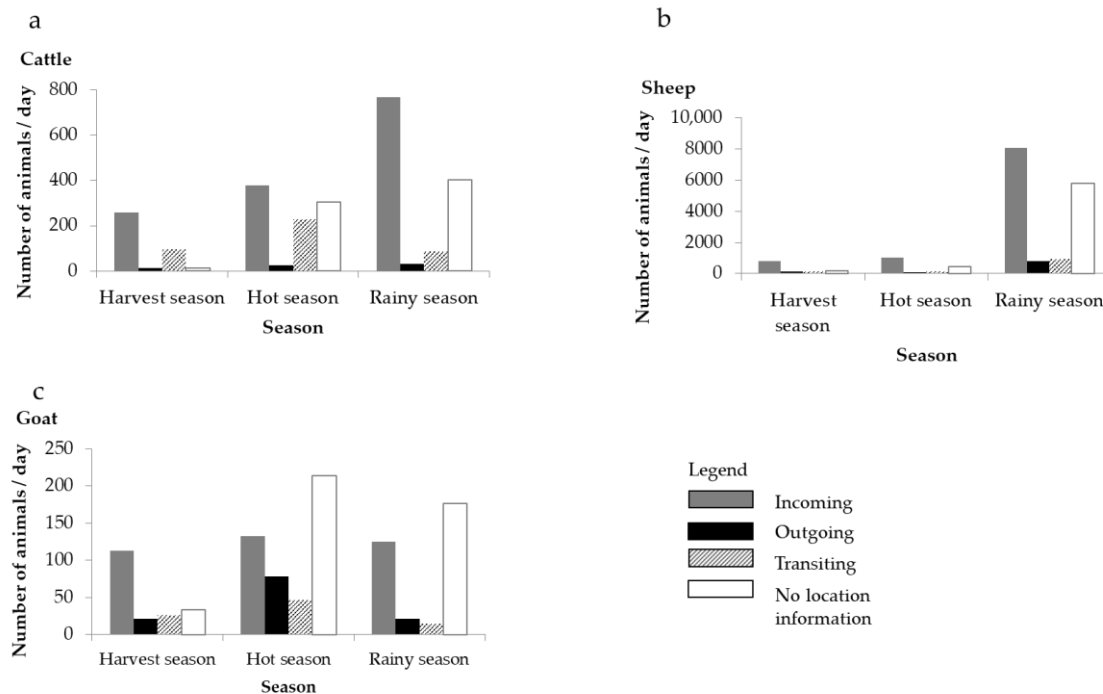 a
Cattle
Number of animals / day
800
600
400
200
0
Harvest season Hot season Rainy season
Season
b
Sheep
Number of animals / day
10,000
8000
6000
4000
2000
0
Harvest
season
Hot season
Rainy season
Season
c
Goat
Number of animals / day
250
200
150
100
50
0
Harvest season Hot season Rainy season
Season
Legend
Incoming
Outgoing
Transiting
No location
information